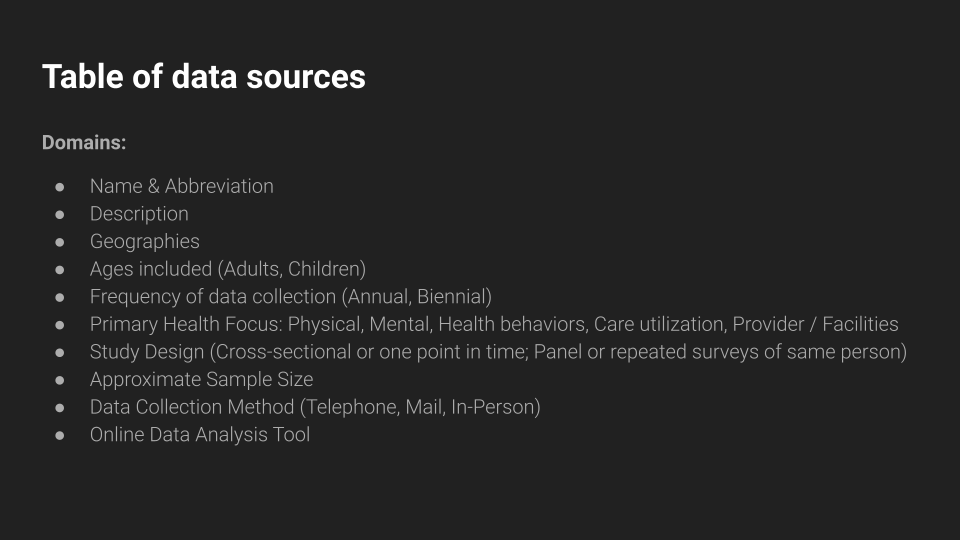 Table of data sources
Domains:
● Name & Abbreviation
● Description
● Geographies
● Ages included (Adults, Children)
● Frequency of data collection (Annual, Biennial)
● Primary Health Focus: Physical, Mental, Health behaviors, Care utilization, Provider / Facilities
● Study Design (Cross-sectional or one point in time; Panel or repeated surveys of same person)
● Approximate Sample Size
● Data Collection Method (Telephone, Mail, In-Person)
● Online Data Analysis Tool